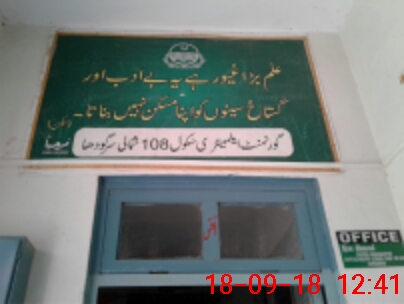 علم بڑا غیور ہے یہ بے ادب اور
گستاخ سینوں کو اپنا مسکن نہیں بناتا۔
گورنمنٹ ایلیمنٹری سکول 108 شمالی سرگودھا
آفس
OFFICE
18-09-18 12:41